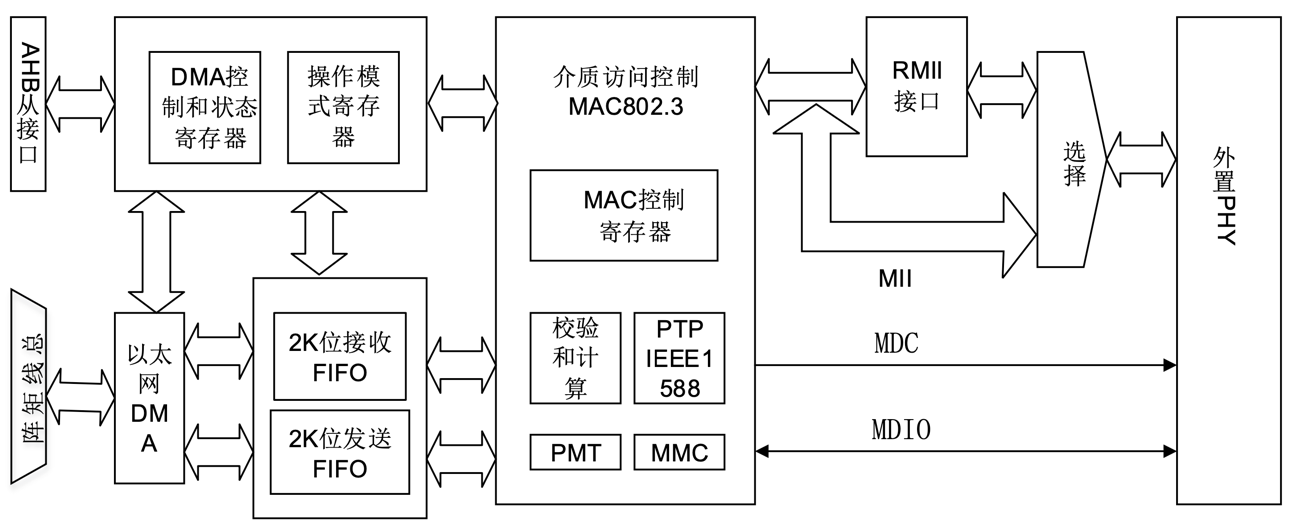 AHB从接口
DMA控
制和状态
寄存器
操作模
式寄存
器
介质访问控制
MAC802.3
RMII
接口
选择
外置PHY
MAC控制
寄存器
MII
阵矩线总
以太
网
DM
A
2K位接收
FIFO
2K位发送
FIFO
校验
和计
算
PTP
IEEE1
588
PMT
MMC
MDC
MDIO